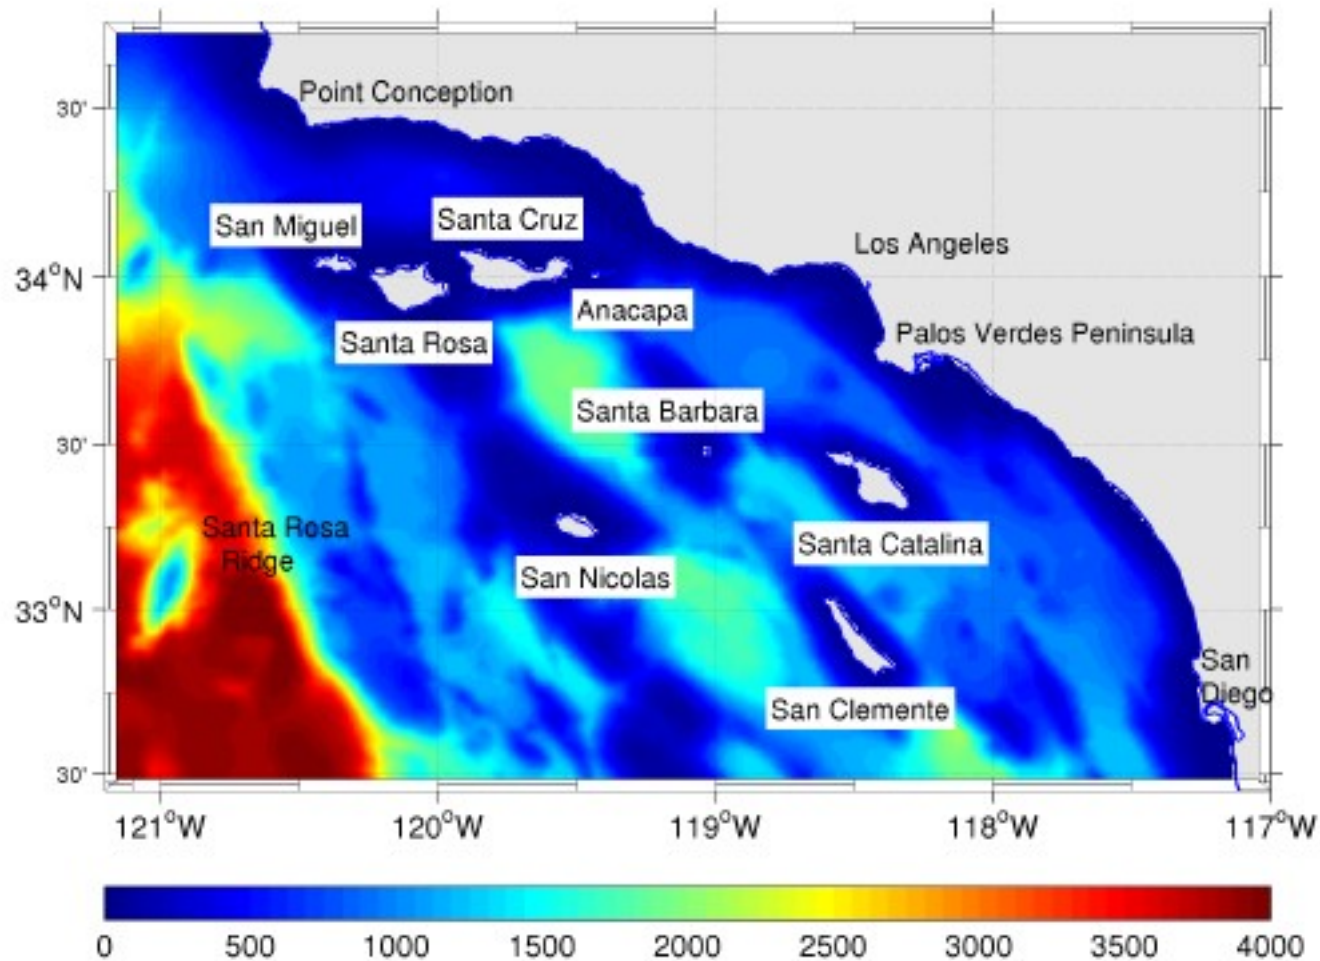 Point Conception
30'
San Miguel
Santa Cruz
Los Angeles
34°N
Anacapa
Santa Rosa
Palos Verdes Peninsula
Santa Barbara
30'
Santa Rosa
Ridge
Santa Catalina
San Nicolas
33°N
San
Diego
San Clemente
30'
121°W 120°W 119°W 118°W 117°W
0 500 1000 1500 2000 2500 3000 3500 4000